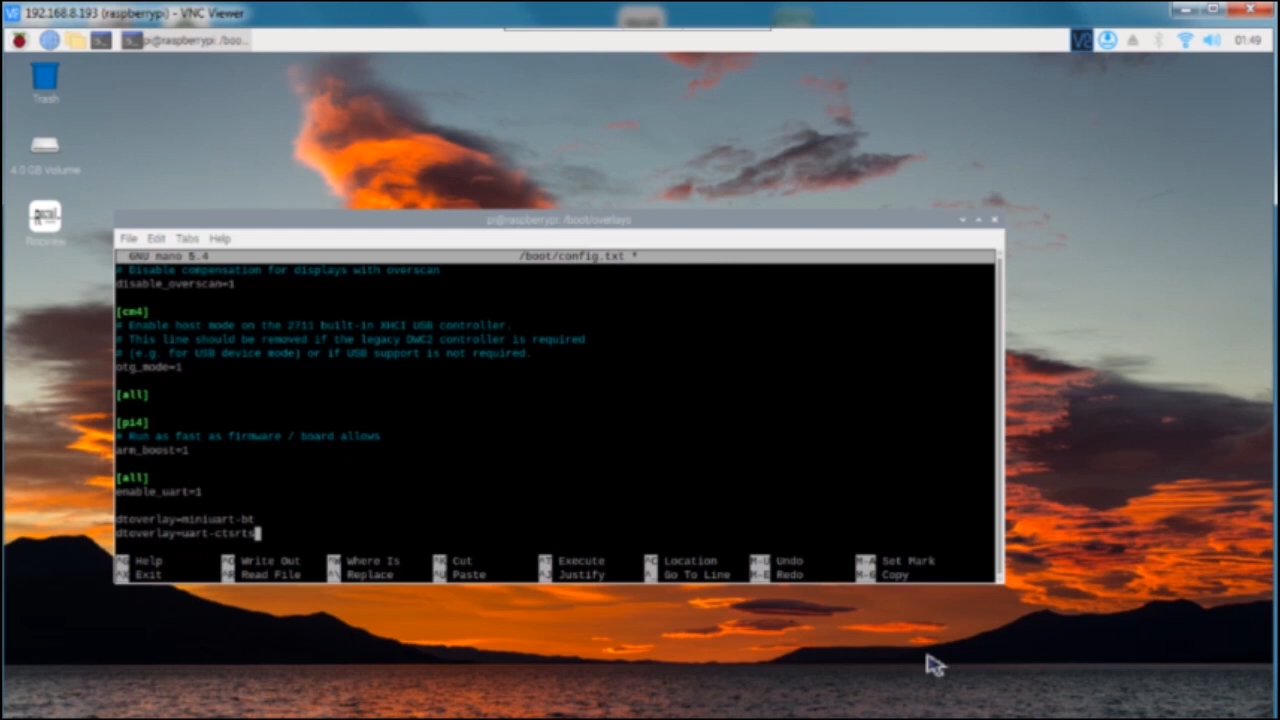 192.168.8.193 (raspberrypi) - VNC Viewer
pi@raspberrypi: /boo...
01:49
Trash
4.0 GB Volume
pi@raspberrypi: /boot/overlays
File Edit Tabs Help
GNU nano 5.4 /boot/config.txt *
# Disable compensation for displays with overscan
disable_overscan=1
[cm4]
# Enable host mode on the 2711 built-in XHCI USB controller.
# This line should be removed if the legacy DWC2 controller is required
# (e.g. for USB device mode) or if USB support is not required.
otg_mode=1
[all]
[pi4]
# Run as fast as firmware / board allows
arm_boost=1
[all]
enable_uart=1
dtoverlay=miniuart-bt
dtoverlay=uart-ctsrts
^G Help ^O Write Out ^W Where Is ^K Cut ^T Execute ^C Location M-U Undo M-A Set Mark
^X Exit ^R Read File ^\ Replace ^U Paste ^J Justify ^_ Go To Line M-E Redo M-6 Copy